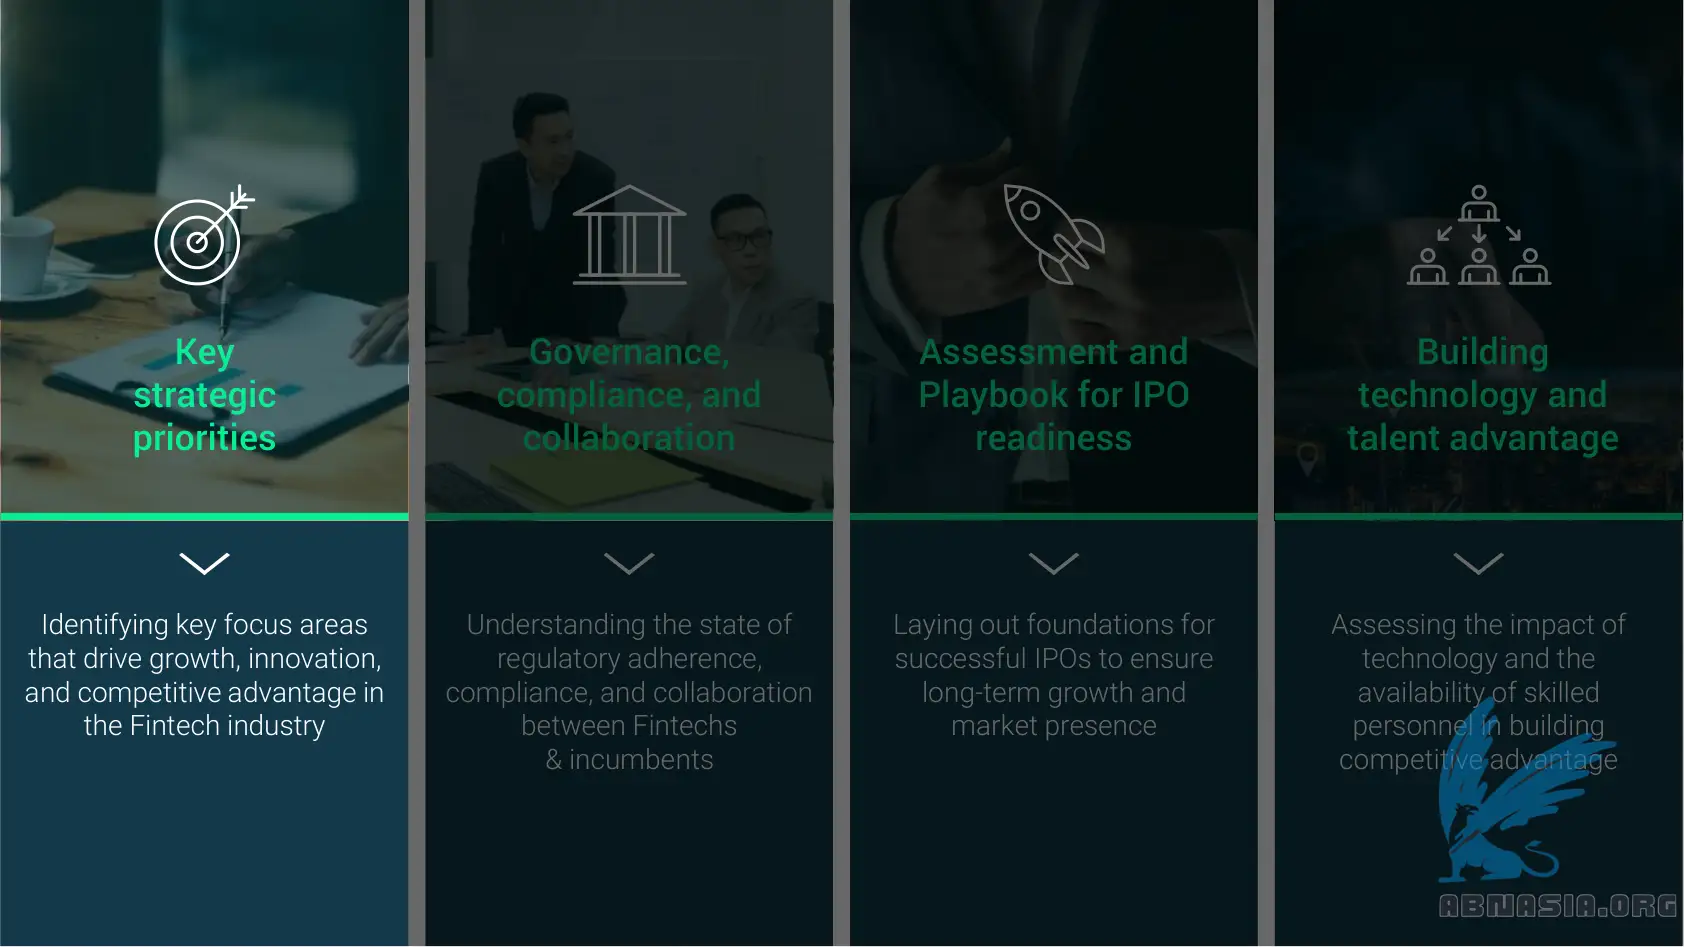 Key
strategic
priorities
Identifying key focus areas
that drive growth, innovation,
and competitive advantage in
the Fintech industry
Governance,
compliance, and
collaboration
Understanding the state of
regulatory adherence,
compliance, and collaboration
between Fintechs
& incumbents
Assessment and
Playbook for IPO
readiness
Laying out foundations for
successful IPOs to ensure
long-term growth and
market presence
Building
technology and
talent advantage
Assessing the impact of
technology and the
availability of skilled
personnel in building
competitive advantage
ABNASIA.ORG